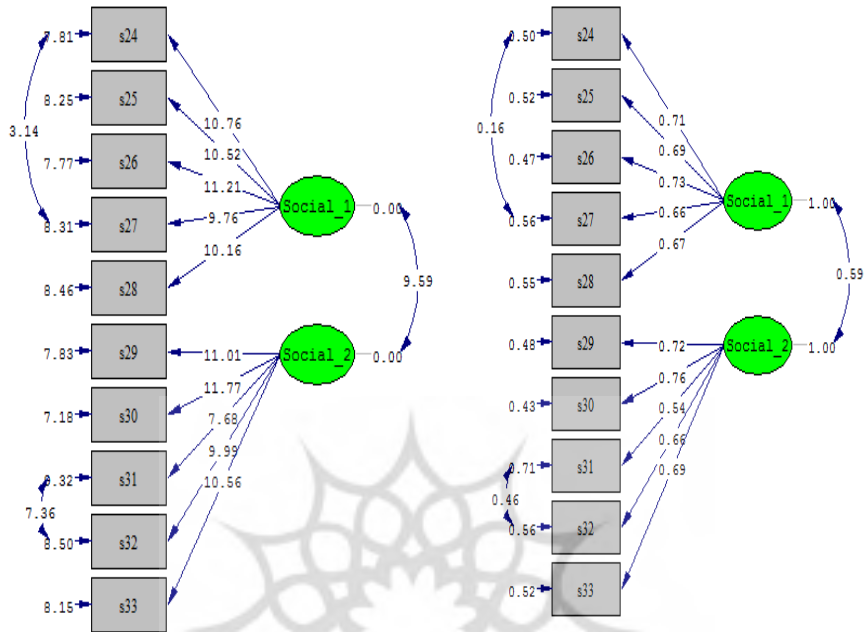 7.81 s24
8.25 s25
3.14
7.77 s26
8.31 s27
8.46 s28
7.83 s29
7.18 s30
9.32 s31
7.36
8.50 s32
8.15 s33
10.76
10.52
11.21
9.76
10.16
Social_1 0.00
9.59
Social_2 0.00
11.01
11.77
7.68
9.99
10.56
0.50 s24
0.52 s25
0.16
0.47 s26
0.56 s27
0.55 s28
0.48 s29
0.43 s30
0.71 s31
0.46
0.56 s32
0.52 s33
0.71
0.69
0.73
0.66
0.67
Social_1 1.00
0.59
Social_2 1.00
0.72
0.76
0.54
0.66
0.69